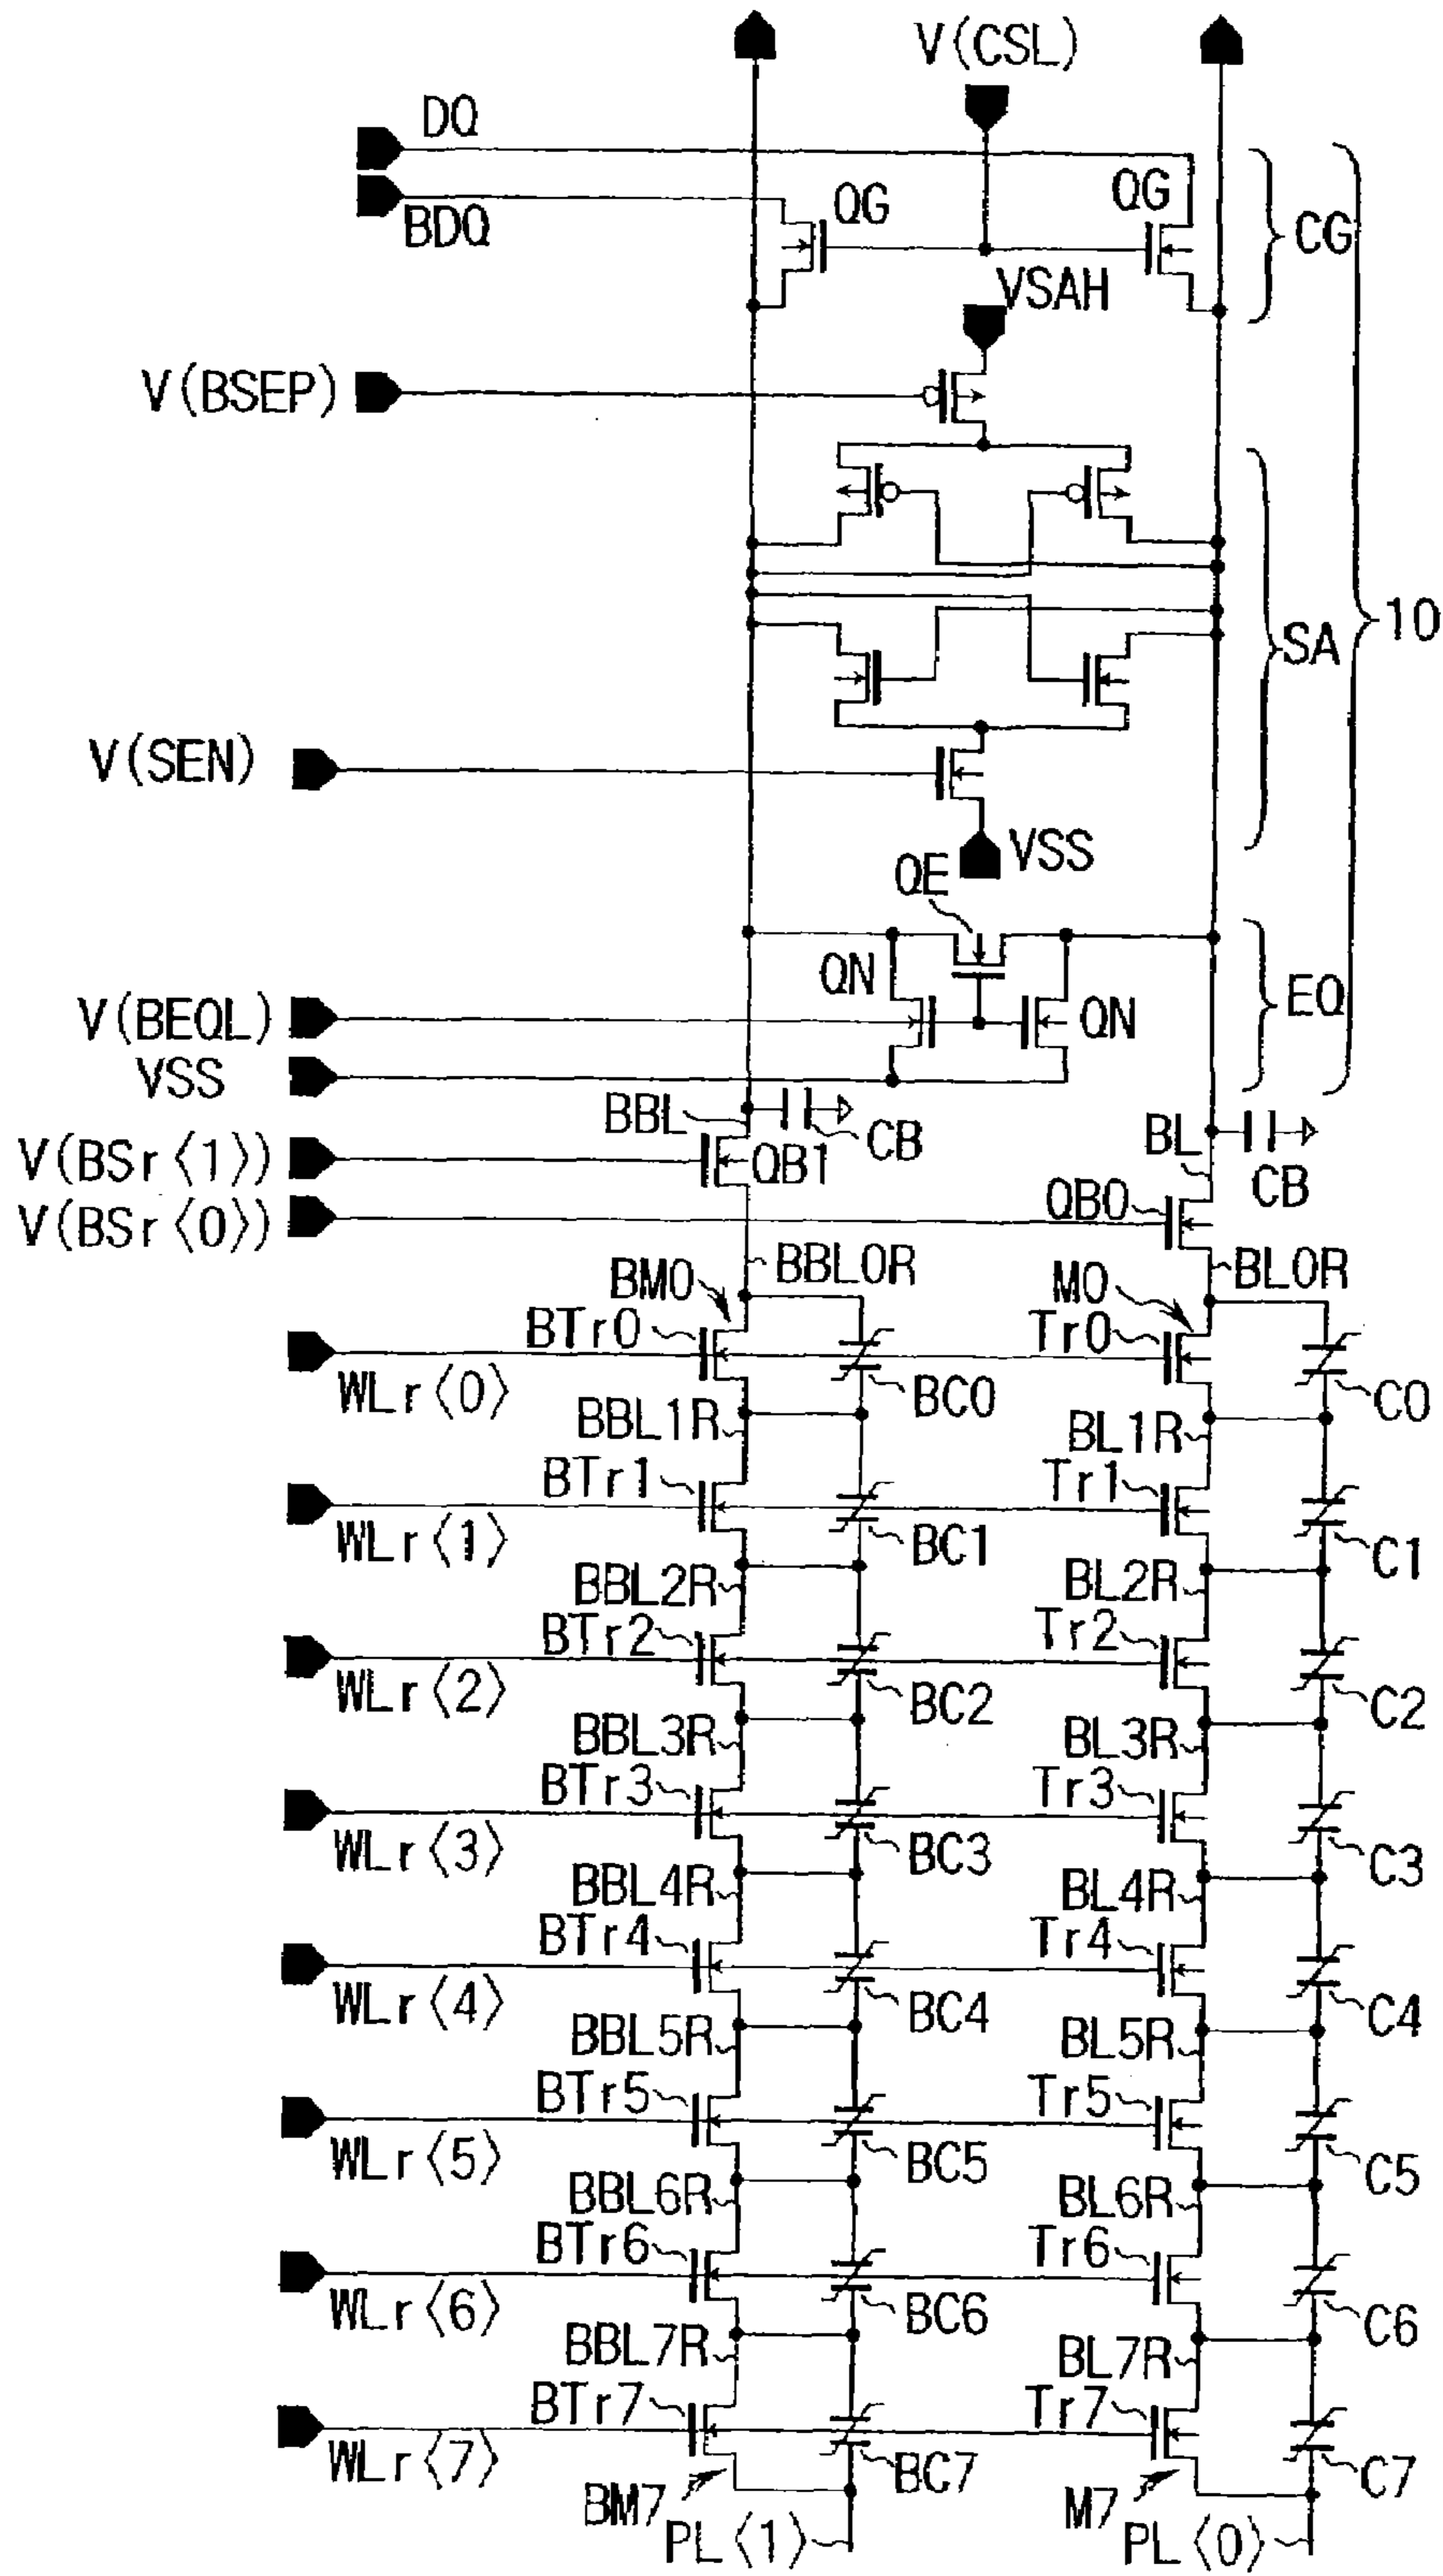 V(CSL)
DQ
BDQ
QG
QG
CG
VSAH
V(BSEP)
SA
10
V(SEN)
VSS
QE
QN
QN
EQ
V(BEQL)
VSS
BBL
CB
BL
CB
V(BSr〈1〉)
QB1
QB0
V(BSr〈0〉)
BBL0R
BL0R
BM0
M0
BTr0
Tr0
WLr〈0〉
BC0
C0
BBL1R
BL1R
BTr1
Tr1
WLr〈1〉
BC1
C1
BBL2R
BL2R
BTr2
Tr2
WLr〈2〉
BC2
C2
BBL3R
BL3R
BTr3
Tr3
WLr〈3〉
BC3
C3
BBL4R
BL4R
BTr4
Tr4
WLr〈4〉
BC4
C4
BBL5R
BL5R
BTr5
Tr5
WLr〈5〉
BC5
C5
BBL6R
BL6R
BTr6
Tr6
WLr〈6〉
BC6
C6
BBL7R
BL7R
BTr7
Tr7
WLr〈7〉
BC7
C7
BM7
M7
PL〈1〉
PL〈0〉